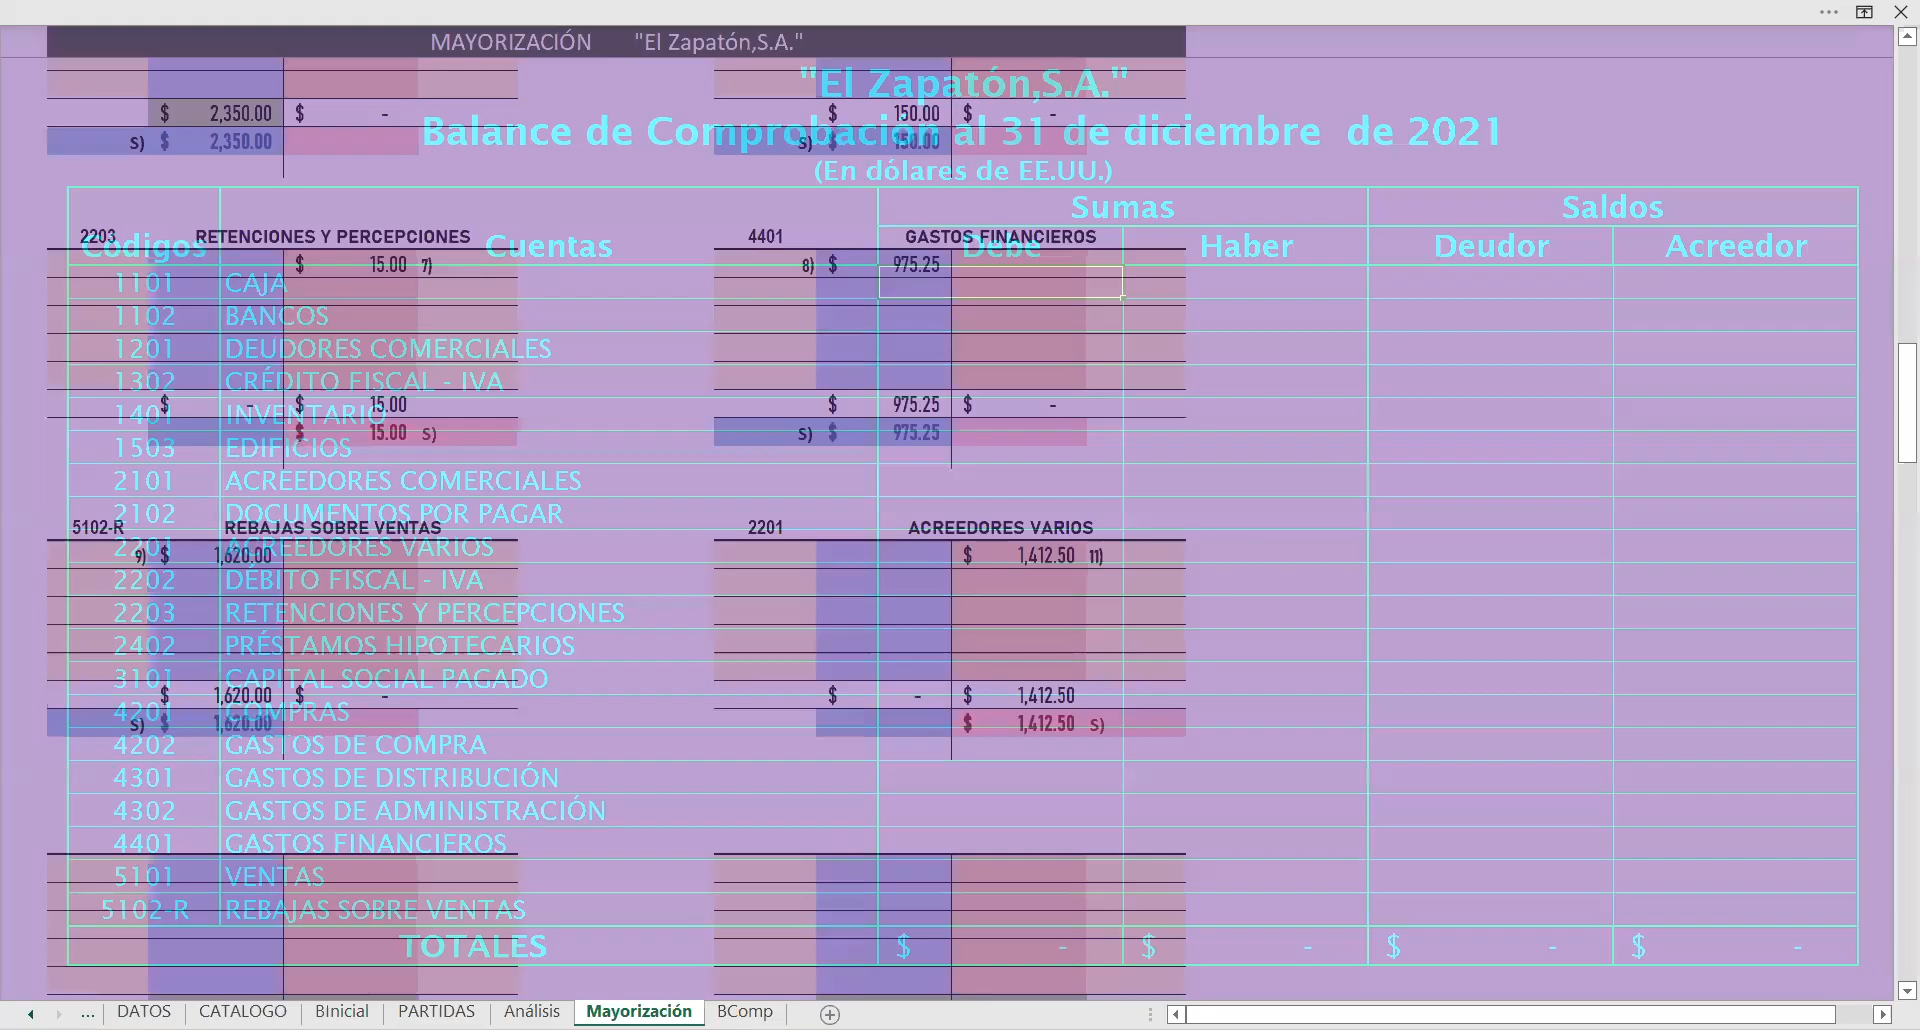 MAYORIZACIÓN "El Zapatón,S.A."
"El Zapatón,S.A."
$ 2,350.00 $ - $ 150.00 $ -
Balance de Comprobación al 31 de diciembre de 2021
S) $ 2,350.00 S) $ 150.00
(En dólares de EE.UU.)
Sumas Saldos
2203 RETENCIONES Y PERCEPCIONES 4401 GASTOS FINANCIEROS
Códigos Cuentas Debe Haber Deudor Acreedor
$ 15.00 7) 8) $ 975.25
1101 CAJA
1102 BANCOS
1201 DEUDORES COMERCIALES
1302 CRÉDITO FISCAL - IVA
$ - $ 15.00 $ 975.25 $ -
1401 INVENTARIO
$ 15.00 S) S) $ 975.25
1503 EDIFICIOS
2101 ACREEDORES COMERCIALES
2102 DOCUMENTOS POR PAGAR
5102-R REBAJAS SOBRE VENTAS 2201 ACREEDORES VARIOS
2201 ACREEDORES VARIOS
9) $ 1,620.00 $ 1,412.50 11)
2202 DÉBITO FISCAL - IVA
2203 RETENCIONES Y PERCEPCIONES
2402 PRÉSTAMOS HIPOTECARIOS
3101 CAPITAL SOCIAL PAGADO
$ 1,620.00 $ - $ - $ 1,412.50
4201 COMPRAS
S) $ 1,620.00 $ 1,412.50 S)
4202 GASTOS DE COMPRA
4301 GASTOS DE DISTRIBUCIÓN
4302 GASTOS DE ADMINISTRACIÓN
4401 GASTOS FINANCIEROS
5101 VENTAS
5102-R REBAJAS SOBRE VENTAS
TOTALES $ - $ - $ - $ -
... DATOS CATALOGO BInicial PARTIDAS Análisis Mayorización BComp